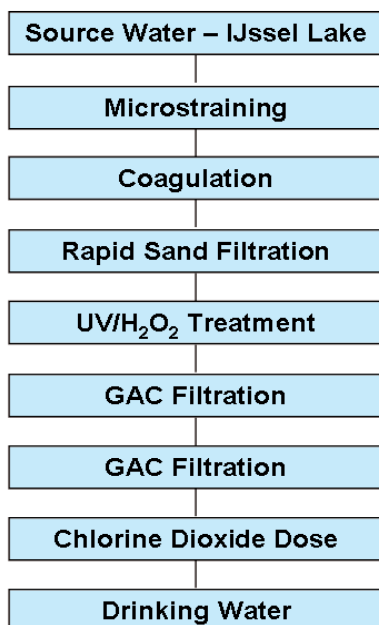 Source Water – IJssel Lake
Microstraining
Coagulation
Rapid Sand Filtration
UV/H₂O₂ Treatment
GAC Filtration
GAC Filtration
Chlorine Dioxide Dose
Drinking Water